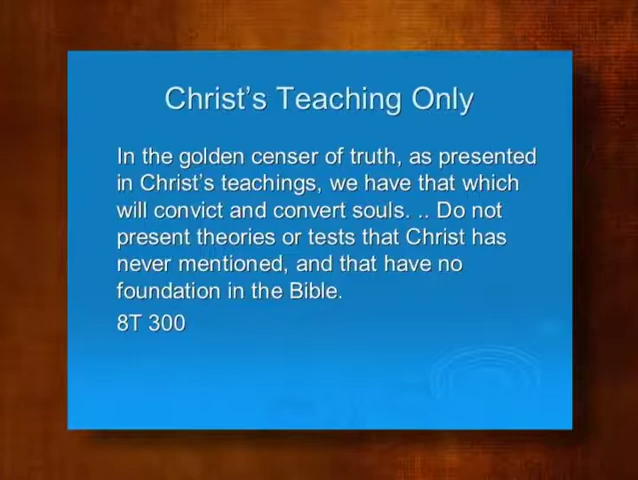 Christ's Teaching Only
In the golden censer of truth, as presented
in Christ's teachings, we have that which
will convict and convert souls. .. Do not
present theories or tests that Christ has
never mentioned, and that have no
foundation in the Bible.
8T 300